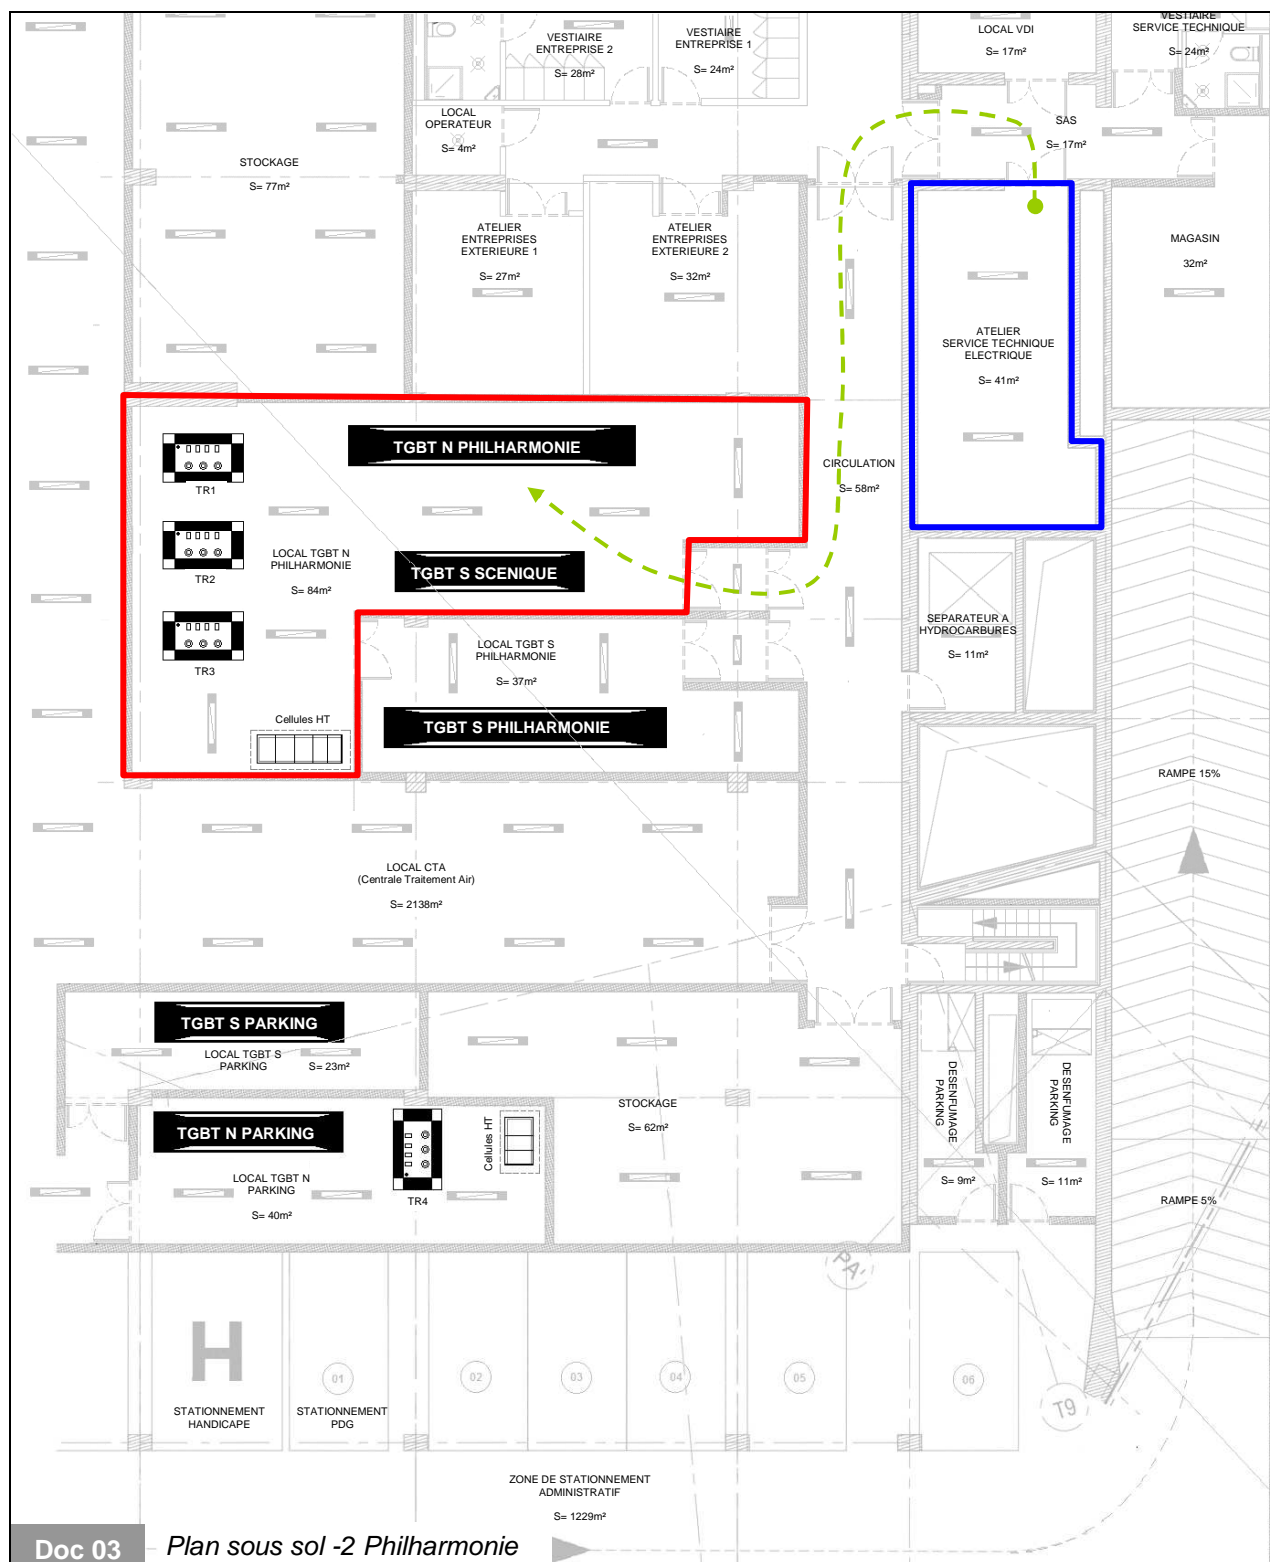 VESTIAIRE
ENTREPRISE 2
S= 28m²
VESTIAIRE
ENTREPRISE 1
S= 24m²
LOCAL VDI
S= 17m²
VESTIAIRE
SERVICE TECHNIQUE
S= 24m²
LOCAL
OPERATEUR
S= 4m²
SAS
S= 17m²
STOCKAGE
S= 77m²
ATELIER
ENTREPRISES
EXTERIEURE 1
S= 27m²
ATELIER
ENTREPRISES
EXTERIEURE 2
S= 32m²
MAGASIN
32m²
ATELIER
SERVICE TECHNIQUE
ELECTRIQUE
S= 41m²
TGBT N PHILHARMONIE
TR1
CIRCULATION
S= 58m²
TR2
LOCAL TGBT N
PHILHARMONIE
S= 84m²
TGBT S SCENIQUE
TR3
LOCAL TGBT S
PHILHARMONIE
S= 37m²
SEPARATEUR A
HYDROCARBURES
S= 11m²
Cellules HT
TGBT S PHILHARMONIE
RAMPE 15%
LOCAL CTA
(Centrale Traitement Air)
S= 2138m²
TGBT S PARKING
LOCAL TGBT S
PARKING
S= 23m²
TGBT N PARKING
LOCAL TGBT N
PARKING
S= 40m²
TR4
Cellules HT
STOCKAGE
S= 62m²
DESENFUMAGE
PARKING
S= 9m²
DESENFUMAGE
PARKING
S= 11m²
RAMPE 5%
PA'
H
STATIONNEMENT
HANDICAPE
01
STATIONNEMENT
PDG
02
03
04
05
06
T9
ZONE DE STATIONNEMENT
ADMINISTRATIF
S= 1229m²
Doc 03
Plan sous sol -2 Philharmonie